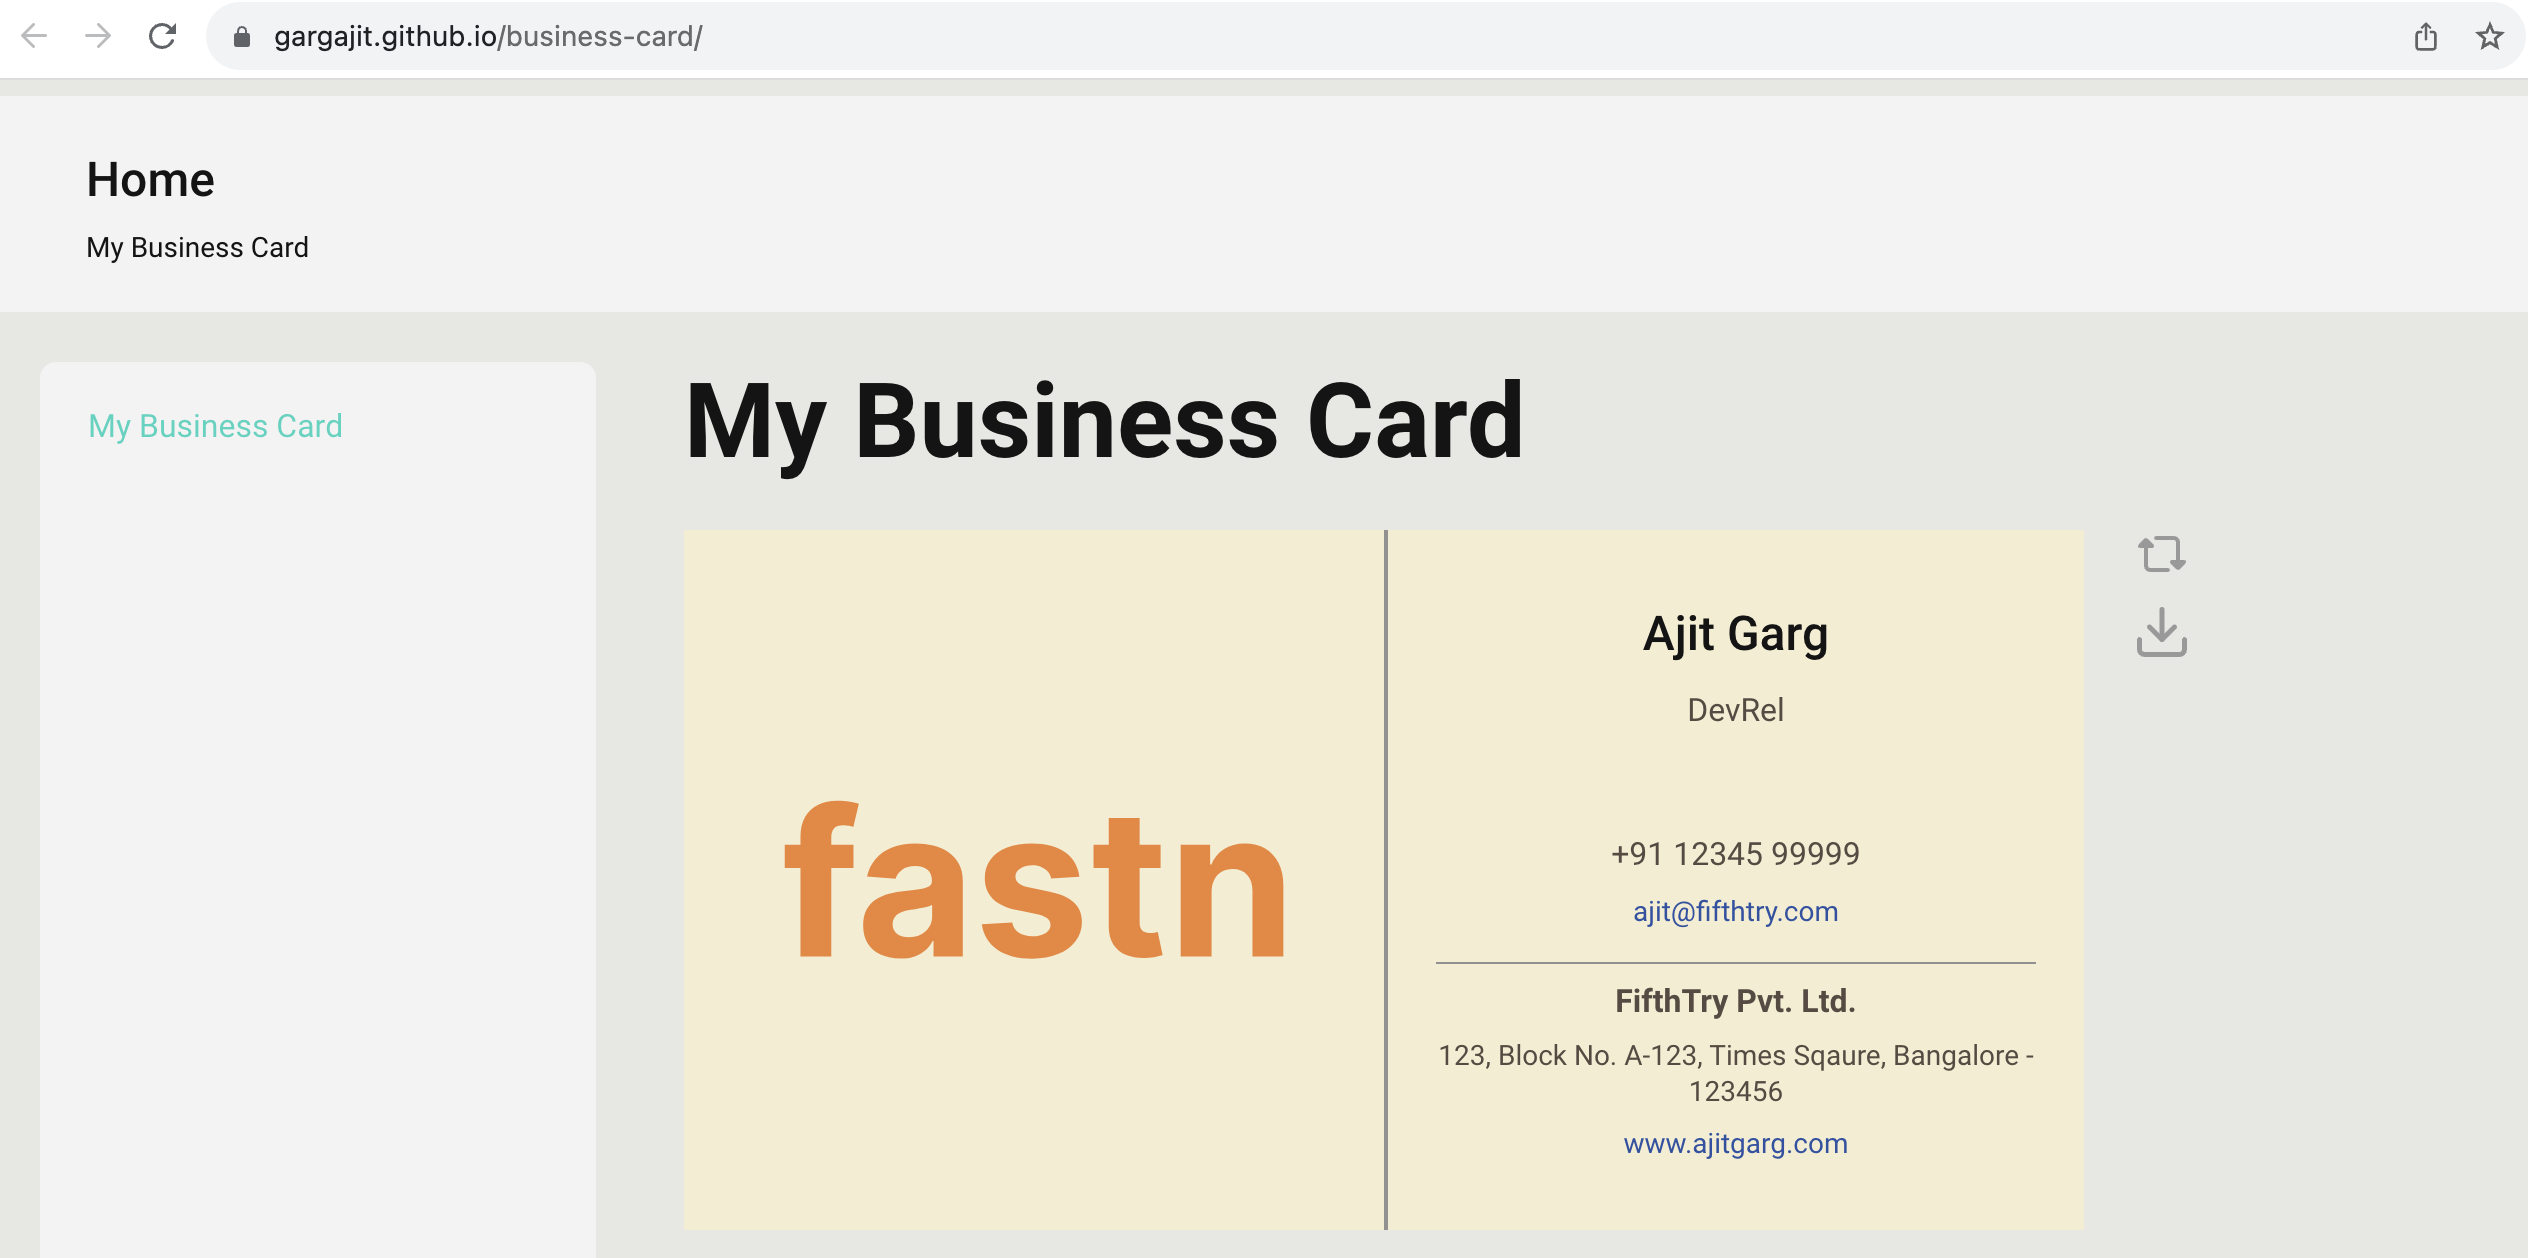 gargajit.github.io/business-card/
Home
My Business Card
My Business Card
My Business Card
fastn
Ajit Garg
DevRel
+91 12345 99999
ajit@fifthtry.com
FifthTry Pvt. Ltd.
123, Block No. A-123, Times Sqaure, Bangalore -
123456
www.ajitgarg.com